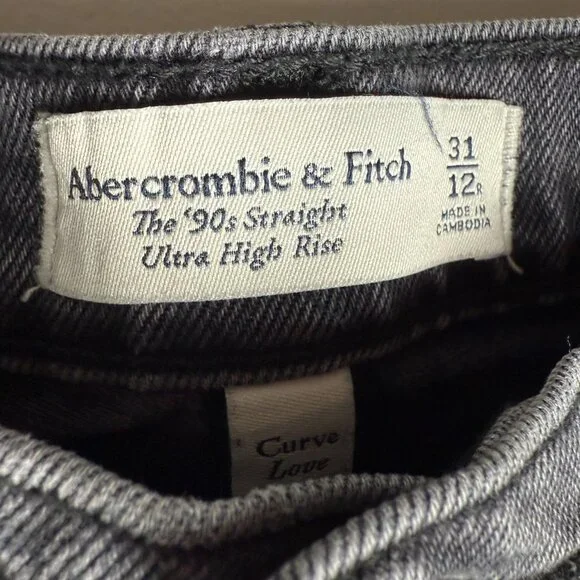 Abercrombie & Fitch
The '90s Straight
Ultra High Rise
31
12R
MADE IN
CAMBODIA
Curve
Love